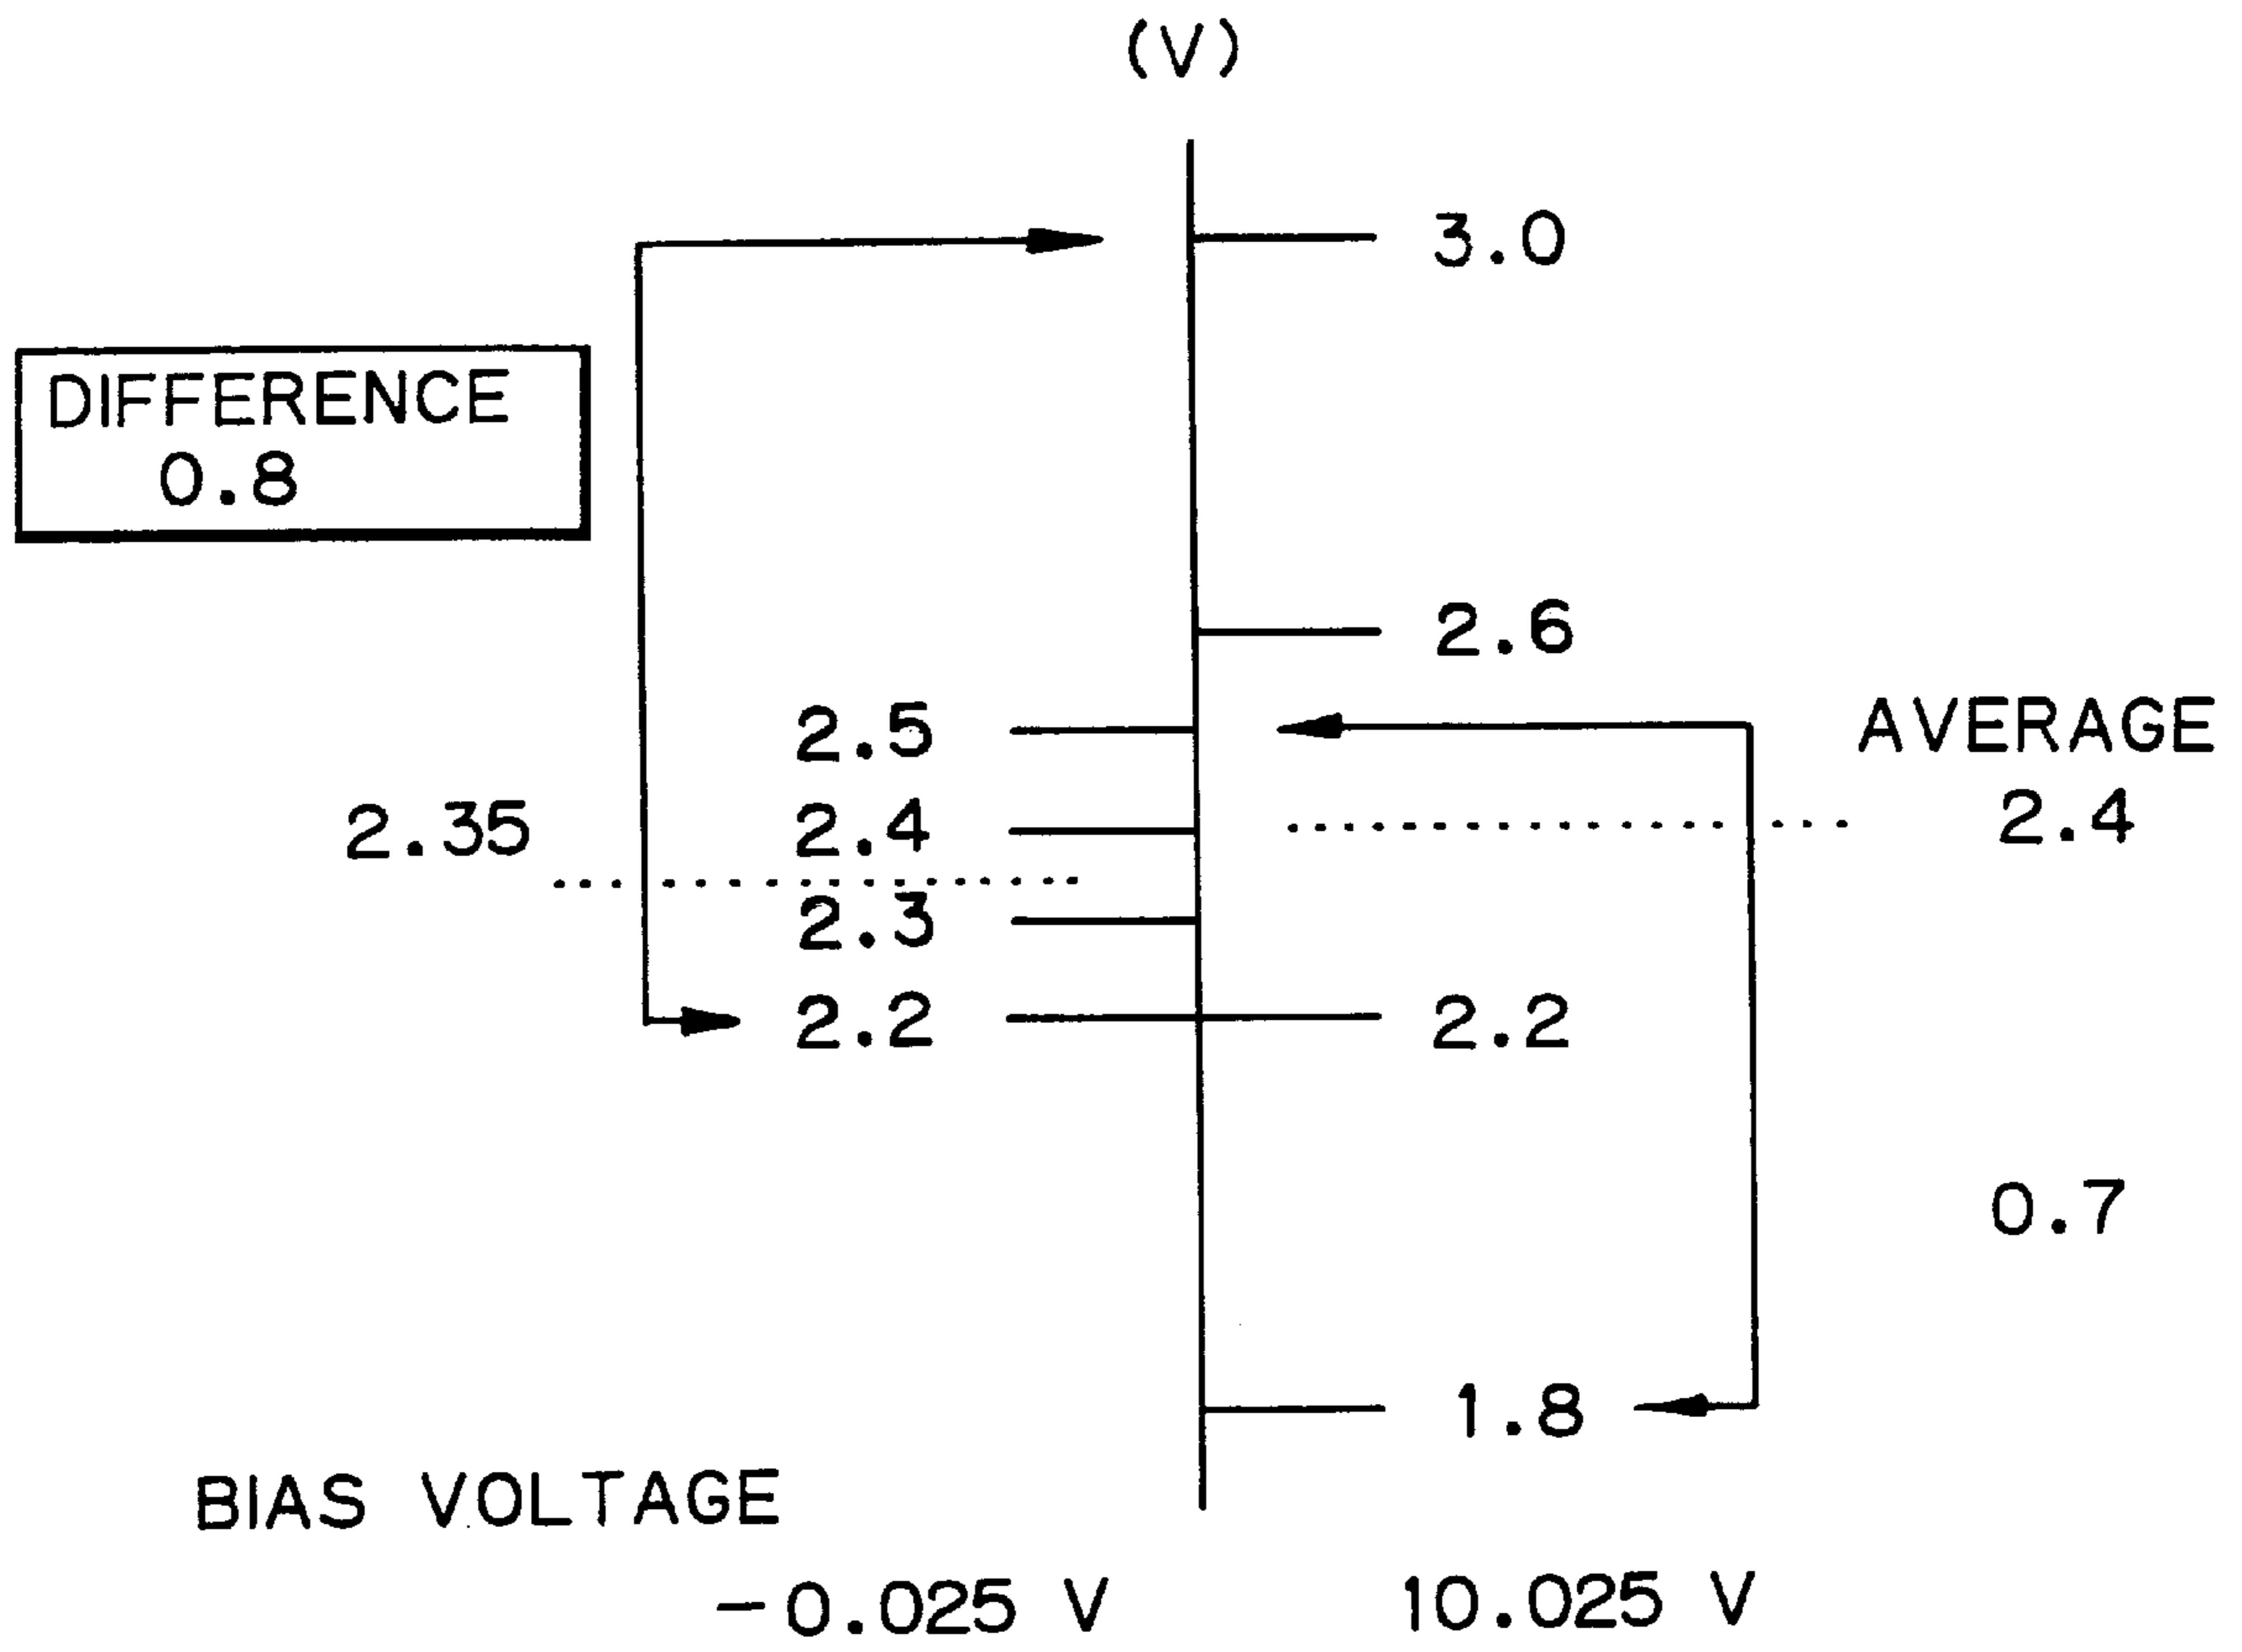 (V)
3.0
DIFFERENCE
0.8
2.6
2.5
AVERAGE
2.35
2.4
2.4
2.3
2.2
2.2
0.7
1.8
BIAS VOLTAGE
-0.025 V
10.025 V